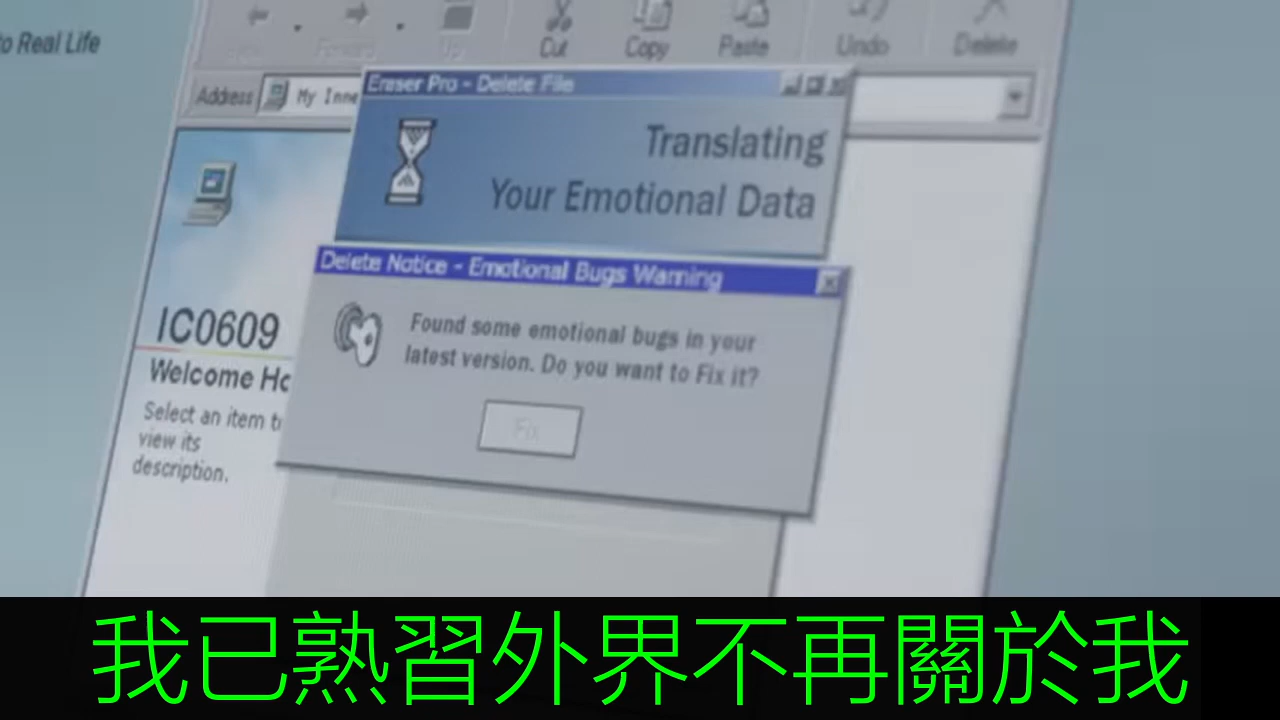 to Real Life
Cut Copy Paste Undo Delete
Address My Inne
Eraser Pro - Delete File
Translating
Your Emotional Data
Delete Notice - Emotional Bugs Warning
Found some emotional bugs in your
latest version. Do you want to Fix it?
Fix
IC0609
Welcome Ho
Select an item to
view its
description.
我已熟習外界不再關於我